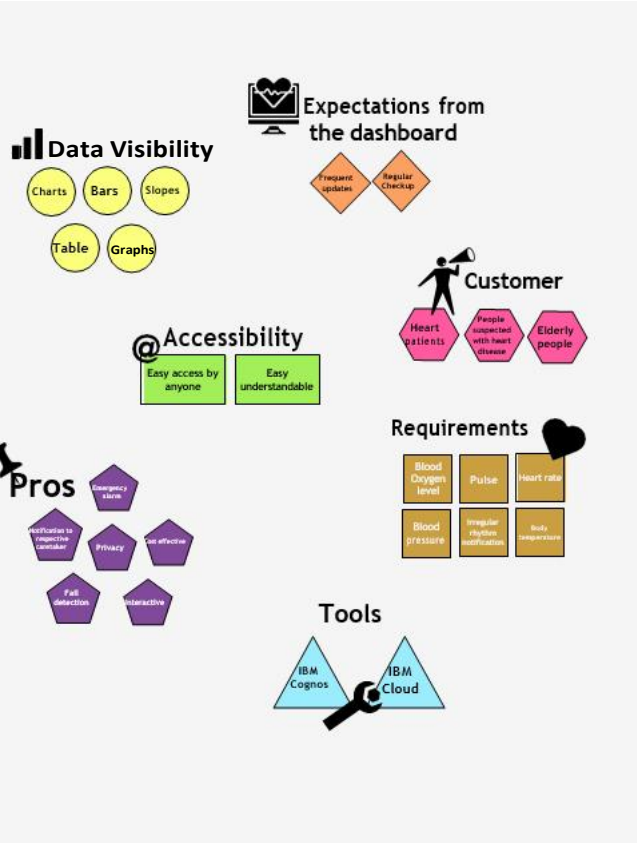 Expectations from
the dashboard
Frequent
updates
Regular
Checkup
Data Visibility
Charts
Bars
Slopes
Table
Graphs
Customer
Heart
patients
People
suspected
with heart
disease
Elderly
people
@
Accessibility
Easy access by
anyone
Easy
understandable
Requirements
Blood
Oxygen
level
Pulse
Heart rate
Blood
pressure
Irregular
rhythm
notification
Body
temperature
Pros
Emergency
alarm
Notification to
respective
caretaker
Privacy
Cost effective
Fall
detection
Interactive
Tools
IBM
Cognos
IBM
Cloud